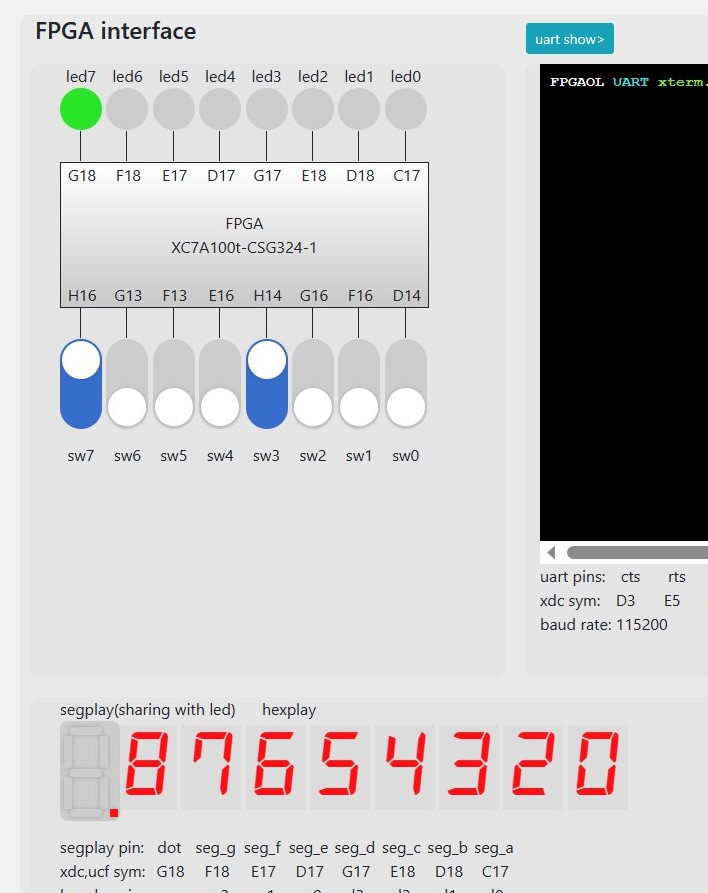 FPGA interface
uart show>
led7 led6 led5 led4 led3 led2 led1 led0
FPGAOL UART xterm.
G18 F18 E17 D17 G17 E18 D18 C17
FPGA
XC7A100t-CSG324-1
H16 G13 F13 E16 H14 G16 F16 D14
sw7 sw6 sw5 sw4 sw3 sw2 sw1 sw0
uart pins: cts rts
xdc sym: D3 E5
baud rate: 115200
segplay(sharing with led) hexplay
87654320
segplay pin: dot seg_g seg_f seg_e seg_d seg_c seg_b seg_a
xdc,ucf sym: G18 F18 E17 D17 G17 E18 D18 C17